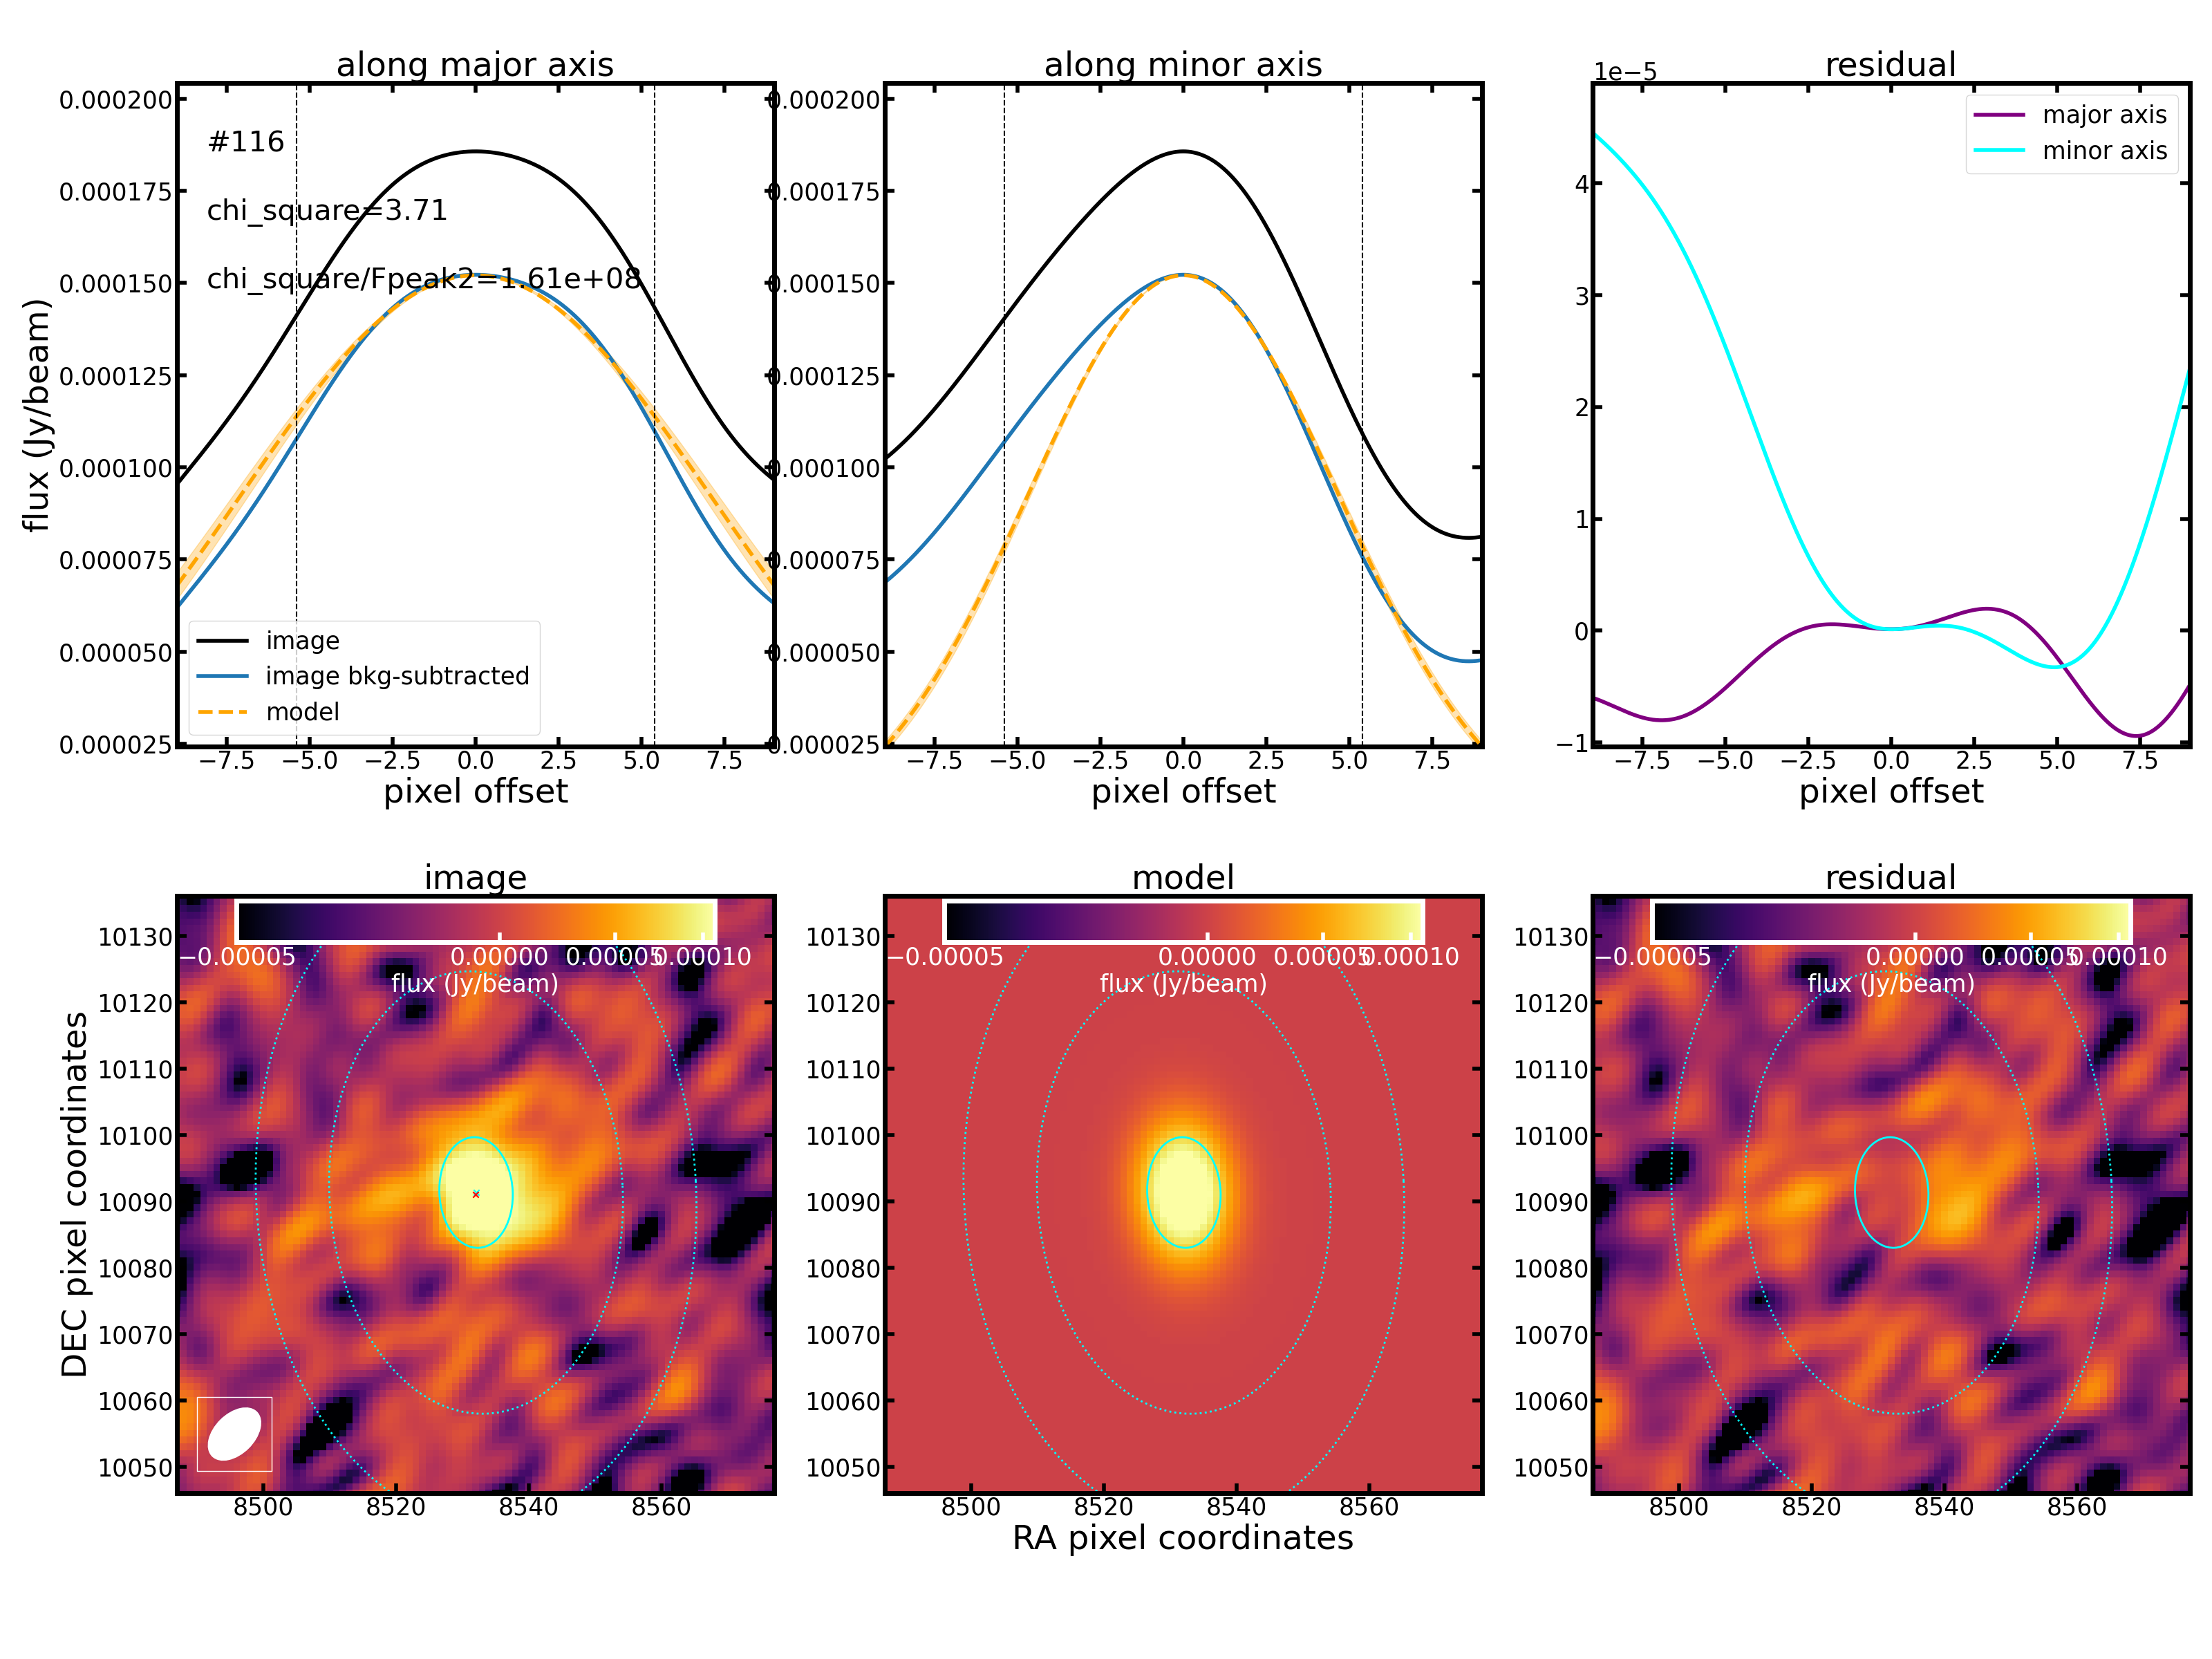 along major axis
along minor axis
residual
1e−5
#116
chi_square=3.71
chi_square/Fpeak2=1.61e+08
flux (Jy/beam)
0.000200
0.000175
0.000150
0.000125
0.000100
0.000075
0.000050
0.000025
image
image bkg-subtracted
model
−7.5 −5.0 −2.5 0.0 2.5 5.0 7.5
pixel offset
0.000200
0.000175
0.000150
0.000125
0.000100
0.000075
0.000050
0.000025
−7.5 −5.0 −2.5 0.0 2.5 5.0 7.5
pixel offset
major axis
minor axis
4
3
2
1
0
−1
−7.5 −5.0 −2.5 0.0 2.5 5.0 7.5
pixel offset
image
model
residual
DEC pixel coordinates
10130
10120
10110
10100
10090
10080
10070
10060
10050
−0.00005 0.00000 0.00005 0.00010
flux (Jy/beam)
8500 8520 8540 8560
10130
10120
10110
10100
10090
10080
10070
10060
10050
−0.00005 0.00000 0.00005 0.00010
flux (Jy/beam)
8500 8520 8540 8560
RA pixel coordinates
10130
10120
10110
10100
10090
10080
10070
10060
10050
−0.00005 0.00000 0.00005 0.00010
flux (Jy/beam)
8500 8520 8540 8560